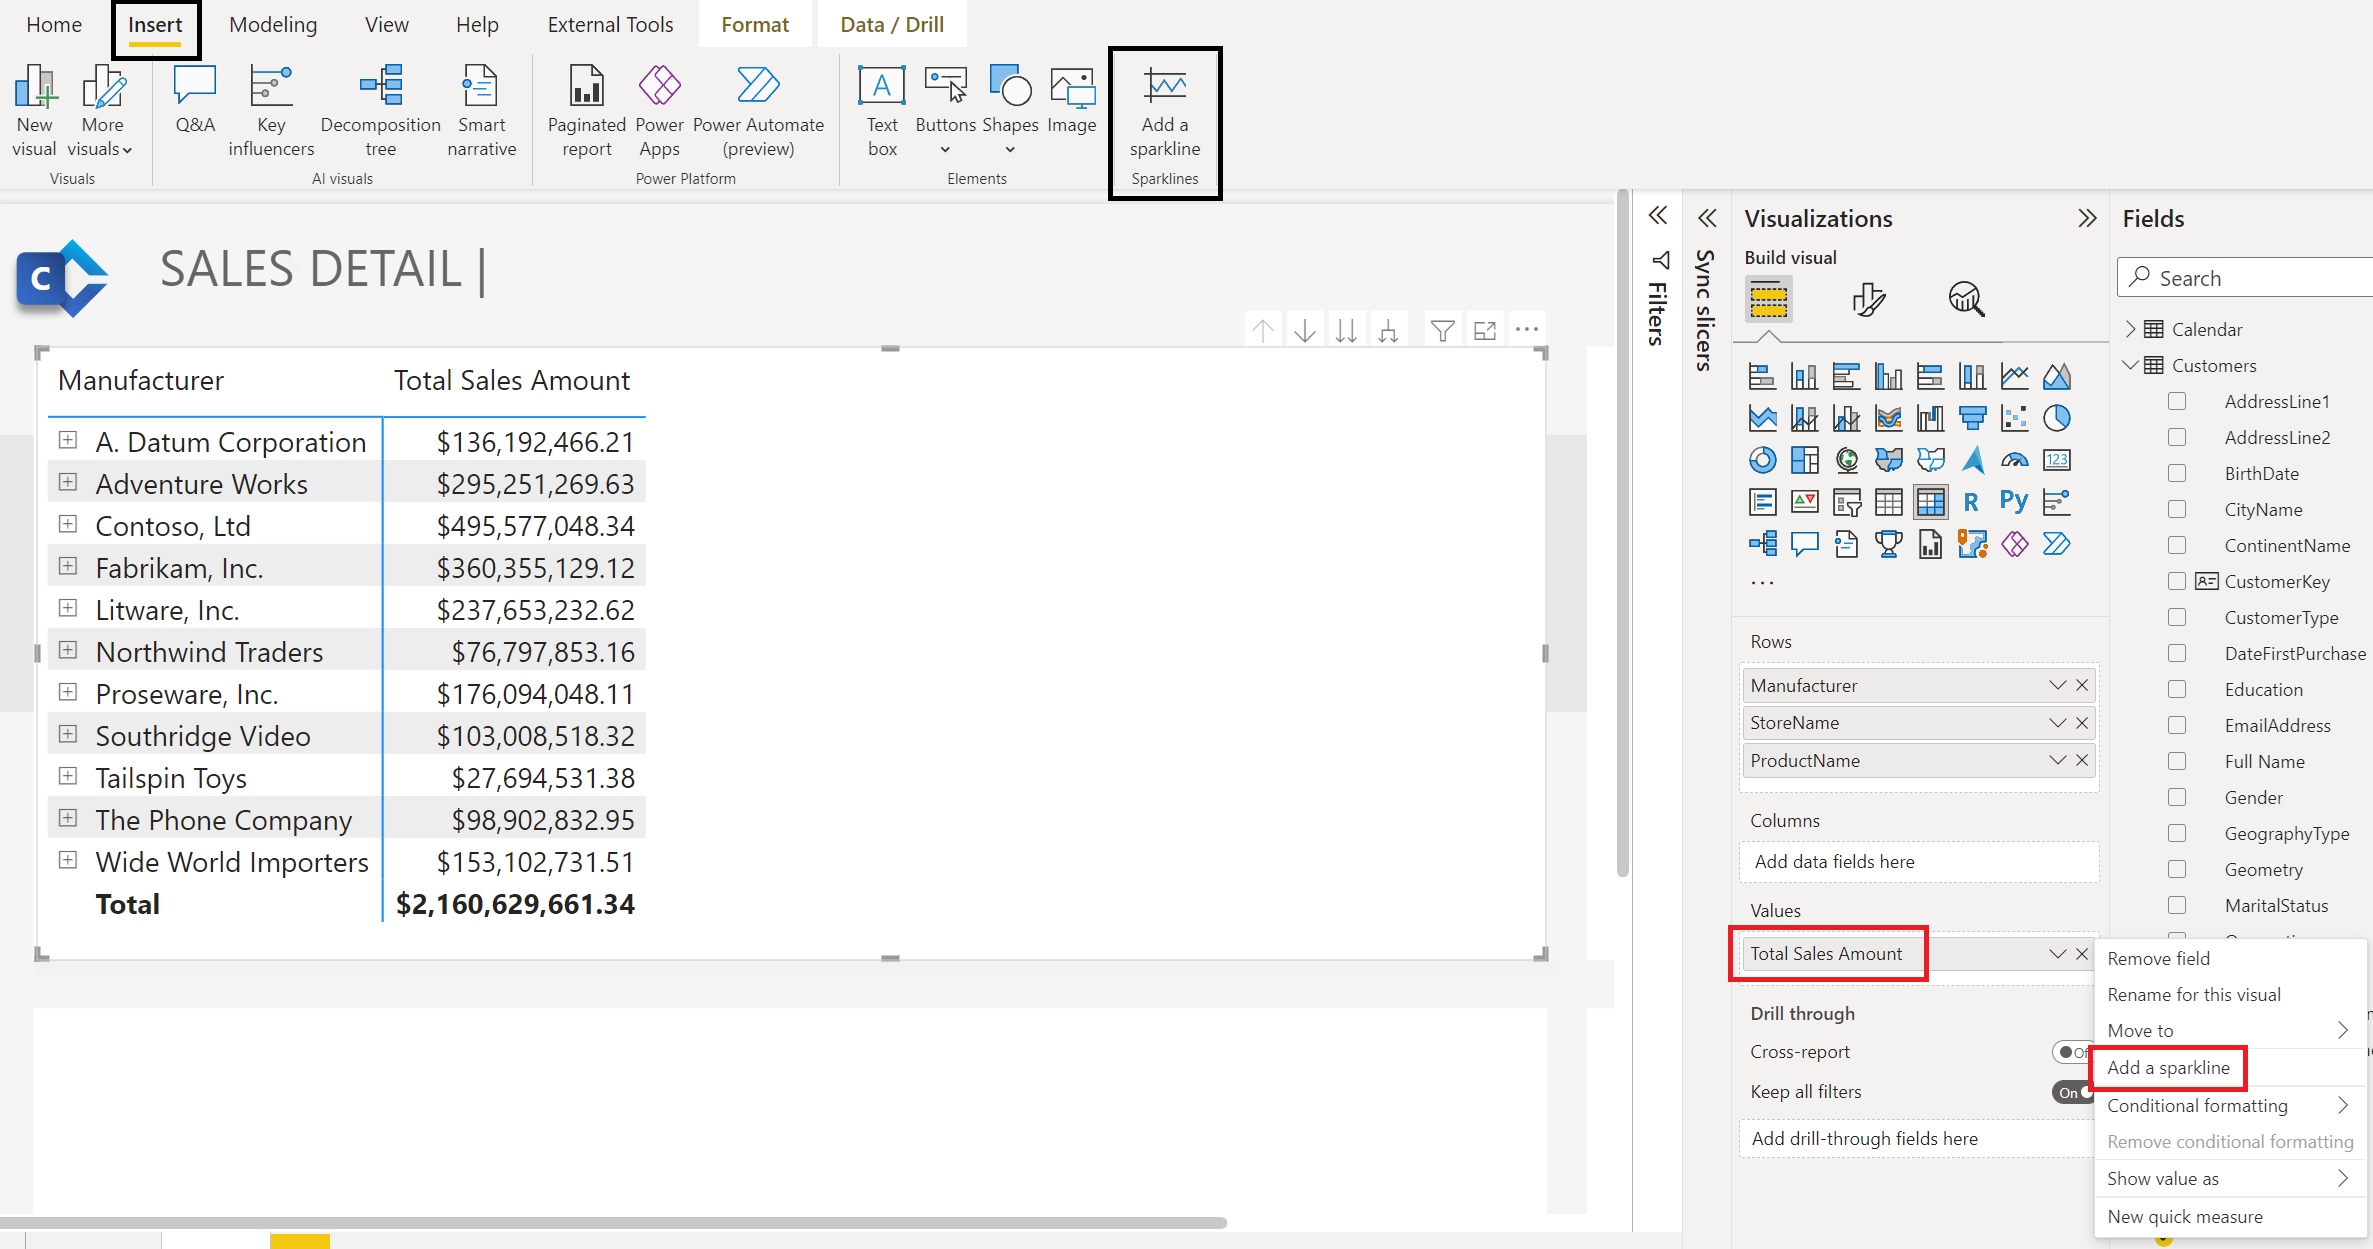 Home Insert Modeling View Help External Tools Format Data / Drill
New visual
More visuals
Visuals
Q&A
Key influencers
Decomposition tree
Smart narrative
AI visuals
Paginated report
Power Apps
Power Automate (preview)
Power Platform
A
Text box
Buttons
Shapes
Image
Elements
Add a sparkline
Sparklines
C
SALES DETAIL |
Manufacturer Total Sales Amount
A. Datum Corporation $136,192,466.21
Adventure Works $295,251,269.63
Contoso, Ltd $495,577,048.34
Fabrikam, Inc. $360,355,129.12
Litware, Inc. $237,653,232.62
Northwind Traders $76,797,853.16
Proseware, Inc. $176,094,048.11
Southridge Video $103,008,518.32
Tailspin Toys $27,694,531.38
The Phone Company $98,902,832.95
Wide World Importers $153,102,731.51
Total $2,160,629,661.34
Filters
Sync slicers
Visualizations
Build visual
123
R
Py
...
Rows
Manufacturer
StoreName
ProductName
Columns
Add data fields here
Values
Total Sales Amount
Drill through
Cross-report
Keep all filters On
Add drill-through fields here
Fields
Search
Calendar
Customers
AddressLine1
AddressLine2
BirthDate
CityName
ContinentName
CustomerKey
CustomerType
DateFirstPurchase
Education
EmailAddress
Full Name
Gender
GeographyType
Geometry
MaritalStatus
Remove field
Rename for this visual
Move to
Add a sparkline
Conditional formatting
Remove conditional formatting
Show value as
New quick measure